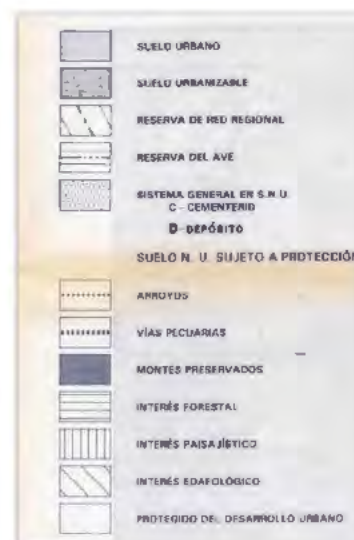 SUELO URBANO
SUELO URBANIZABLE
RESERVA DE RED REGIONAL
RESERVA DEL AVE
SISTEMA GENERAL EN S.N.U.
C - CEMENTERIO
D - DEPÓSITO
SUELO N. U. SUJETO A PROTECCIÓN
ARROYOS
VÍAS PECUARIAS
MONTES PRESERVADOS
INTERÉS FORESTAL
INTERÉS PAISAJÍSTICO
INTERÉS EDAFOLÓGICO
PROTEGIDO DEL DESARROLLO URBANO